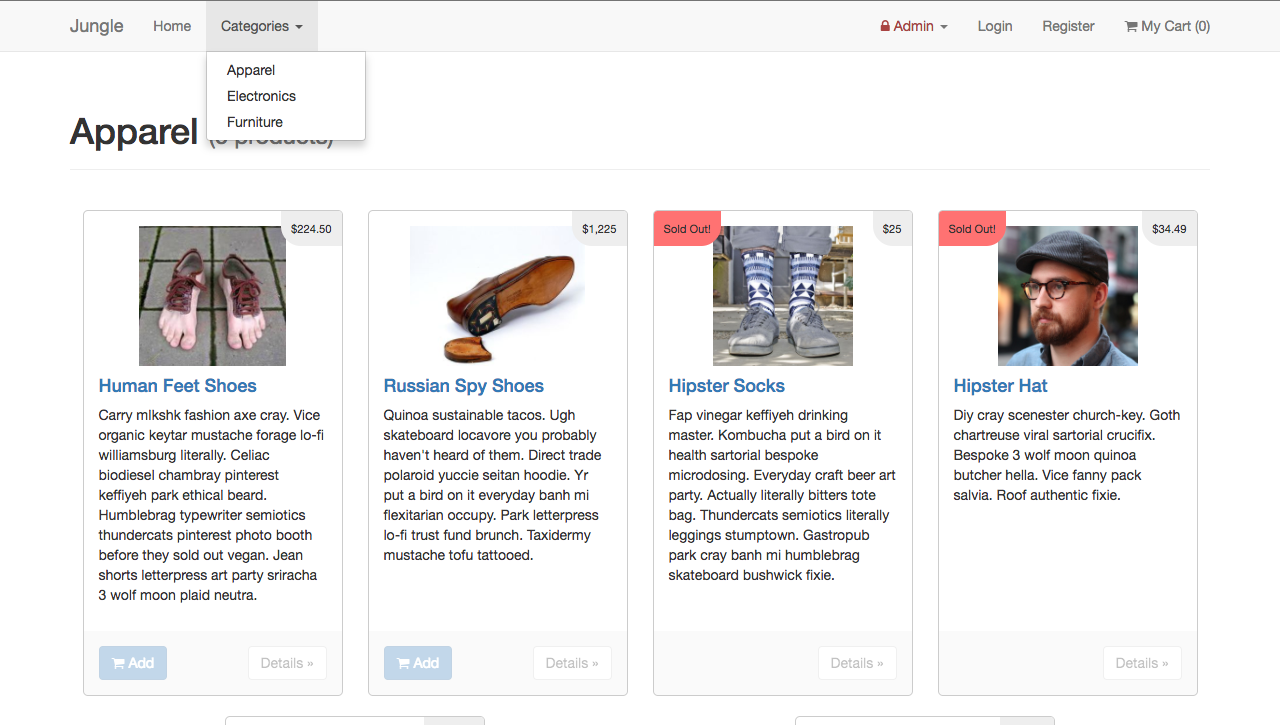 Jungle Home Categories Admin Login Register My Cart (0)
Apparel
Electronics
Furniture
Apparel
$224.50
Human Feet Shoes
Carry mlkshk fashion axe cray. Vice
organic keytar mustache forage lo-fi
williamsburg literally. Celiac
biodiesel chambray pinterest
keffiyeh park ethical beard.
Humblebrag typewriter semiotics
thundercats pinterest photo booth
before they sold out vegan. Jean
shorts letterpress art party sriracha
3 wolf moon plaid neutra.
Add Details »
$1,225
Russian Spy Shoes
Quinoa sustainable tacos. Ugh
skateboard locavore you probably
haven't heard of them. Direct trade
polaroid yuccie seitan hoodie. Yr
put a bird on it everyday banh mi
flexitarian occupy. Park letterpress
lo-fi trust fund brunch. Taxidermy
mustache tofu tattooed.
Add Details »
Sold Out! $25
Hipster Socks
Fap vinegar keffiyeh drinking
master. Kombucha put a bird on it
health sartorial bespoke
microdosing. Everyday craft beer art
party. Actually literally bitters tote
bag. Thundercats semiotics literally
leggings stumptown. Gastropub
park cray banh mi humblebrag
skateboard bushwick fixie.
Details »
Sold Out! $34.49
Hipster Hat
Diy cray scenester church-key. Goth
chartreuse viral sartorial crucifix.
Bespoke 3 wolf moon quinoa
butcher hella. Vice fanny pack
salvia. Roof authentic fixie.
Details »